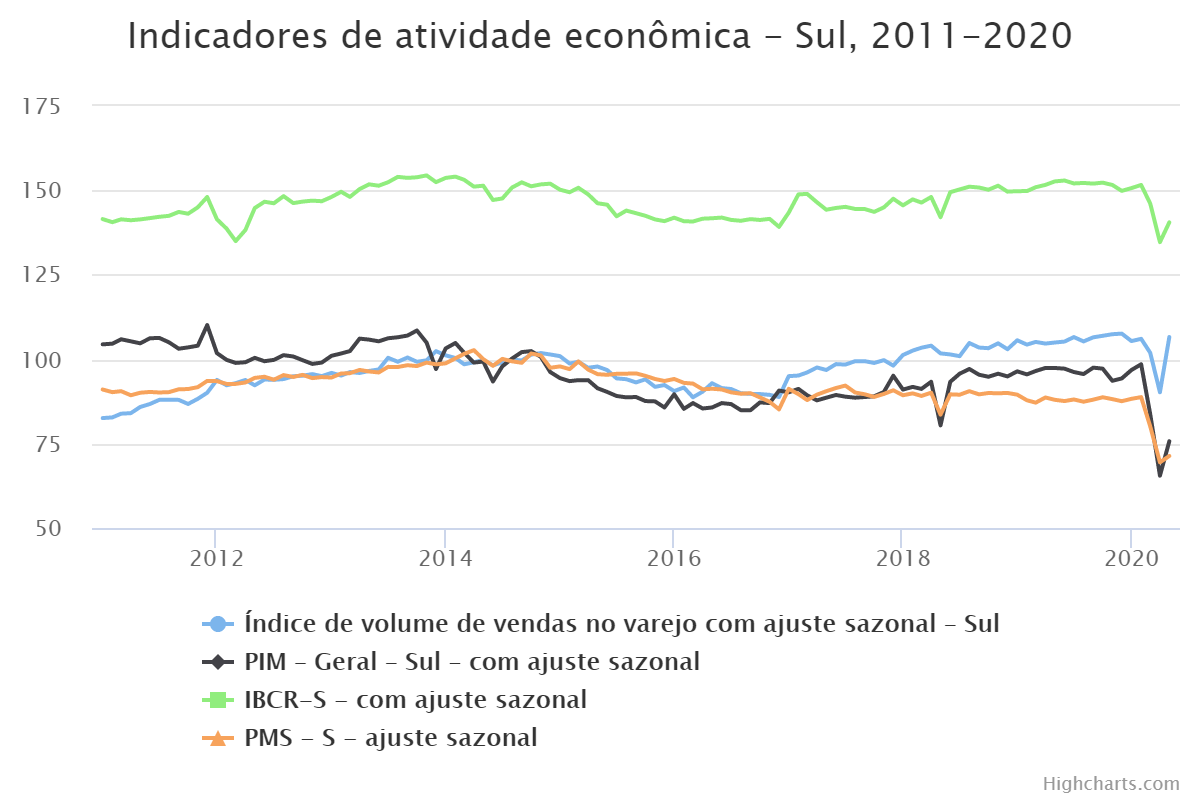 Indicadores de atividade econômica – Sul, 2011–2020
175
150
125
100
75
50
2012 2014 2016 2018 2020
Índice de volume de vendas no varejo com ajuste sazonal – Sul
PIM – Geral – Sul – com ajuste sazonal
IBCR–S – com ajuste sazonal
PMS – S – ajuste sazonal
Highcharts.com